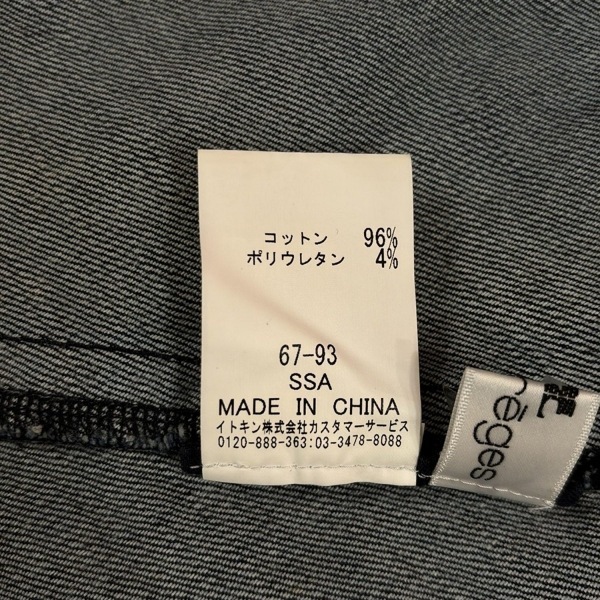 コットン 96%
ポリウレタン 4%
67-93
SSA
MADE IN CHINA
イトキン株式会社カスタマーサービス
0120-888-363:03-3478-8088
rēges